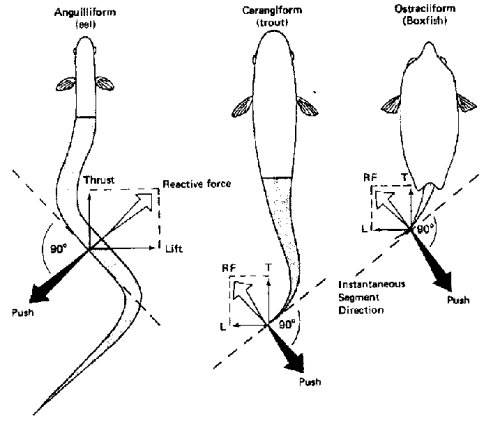 Anguilliform
(eel)
Carangiform
(trout)
Ostraciiform
(Boxfish)
Thrust
Reactive force
90°
Lift
Push
RF
T
L
90°
Push
RF
T
L
90°
Push
Instantaneous
Segment
Direction